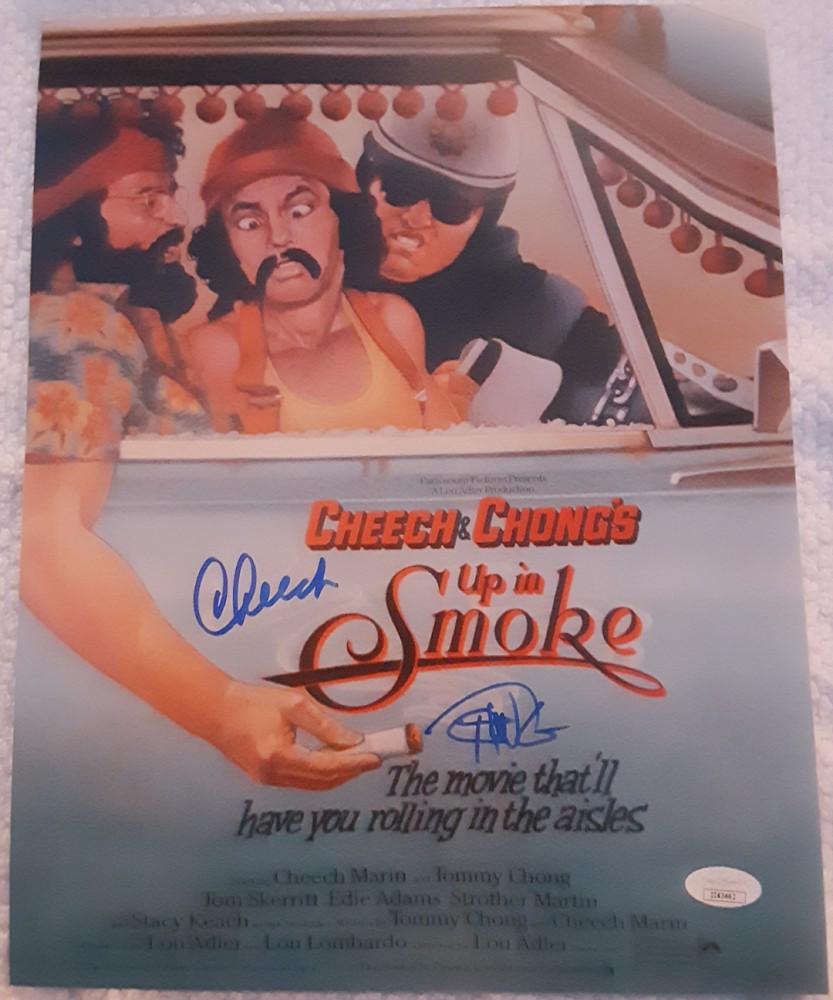 Paramount Pictures Presents
A Lou Adler Production
CHEECH & CHONG'S
Up in
Smoke
Cheech
The movie that'll
have you rolling in the aisles
Cheech Marin Tommy Chong
Tom Skerritt Edie Adams Strother Martin
Stacy Keach Tommy Chong Cheech Marin
Lou Adler Lou Lombardo Lou Adler